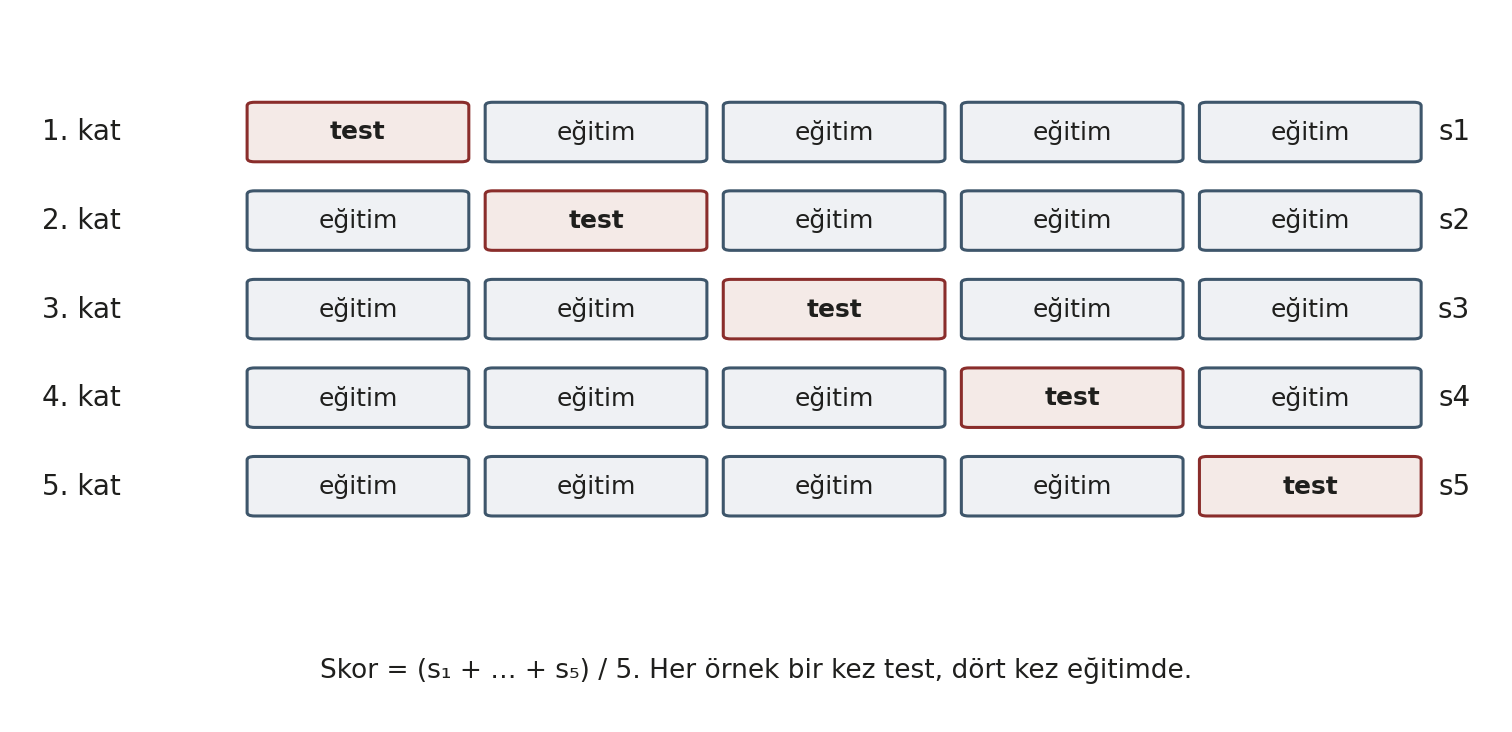 1. kat test eğitim eğitim eğitim eğitim s1
2. kat eğitim test eğitim eğitim eğitim s2
3. kat eğitim eğitim test eğitim eğitim s3
4. kat eğitim eğitim eğitim test eğitim s4
5. kat eğitim eğitim eğitim eğitim test s5
Skor = (s₁ + … + s₅) / 5. Her örnek bir kez test, dört kez eğitimde.